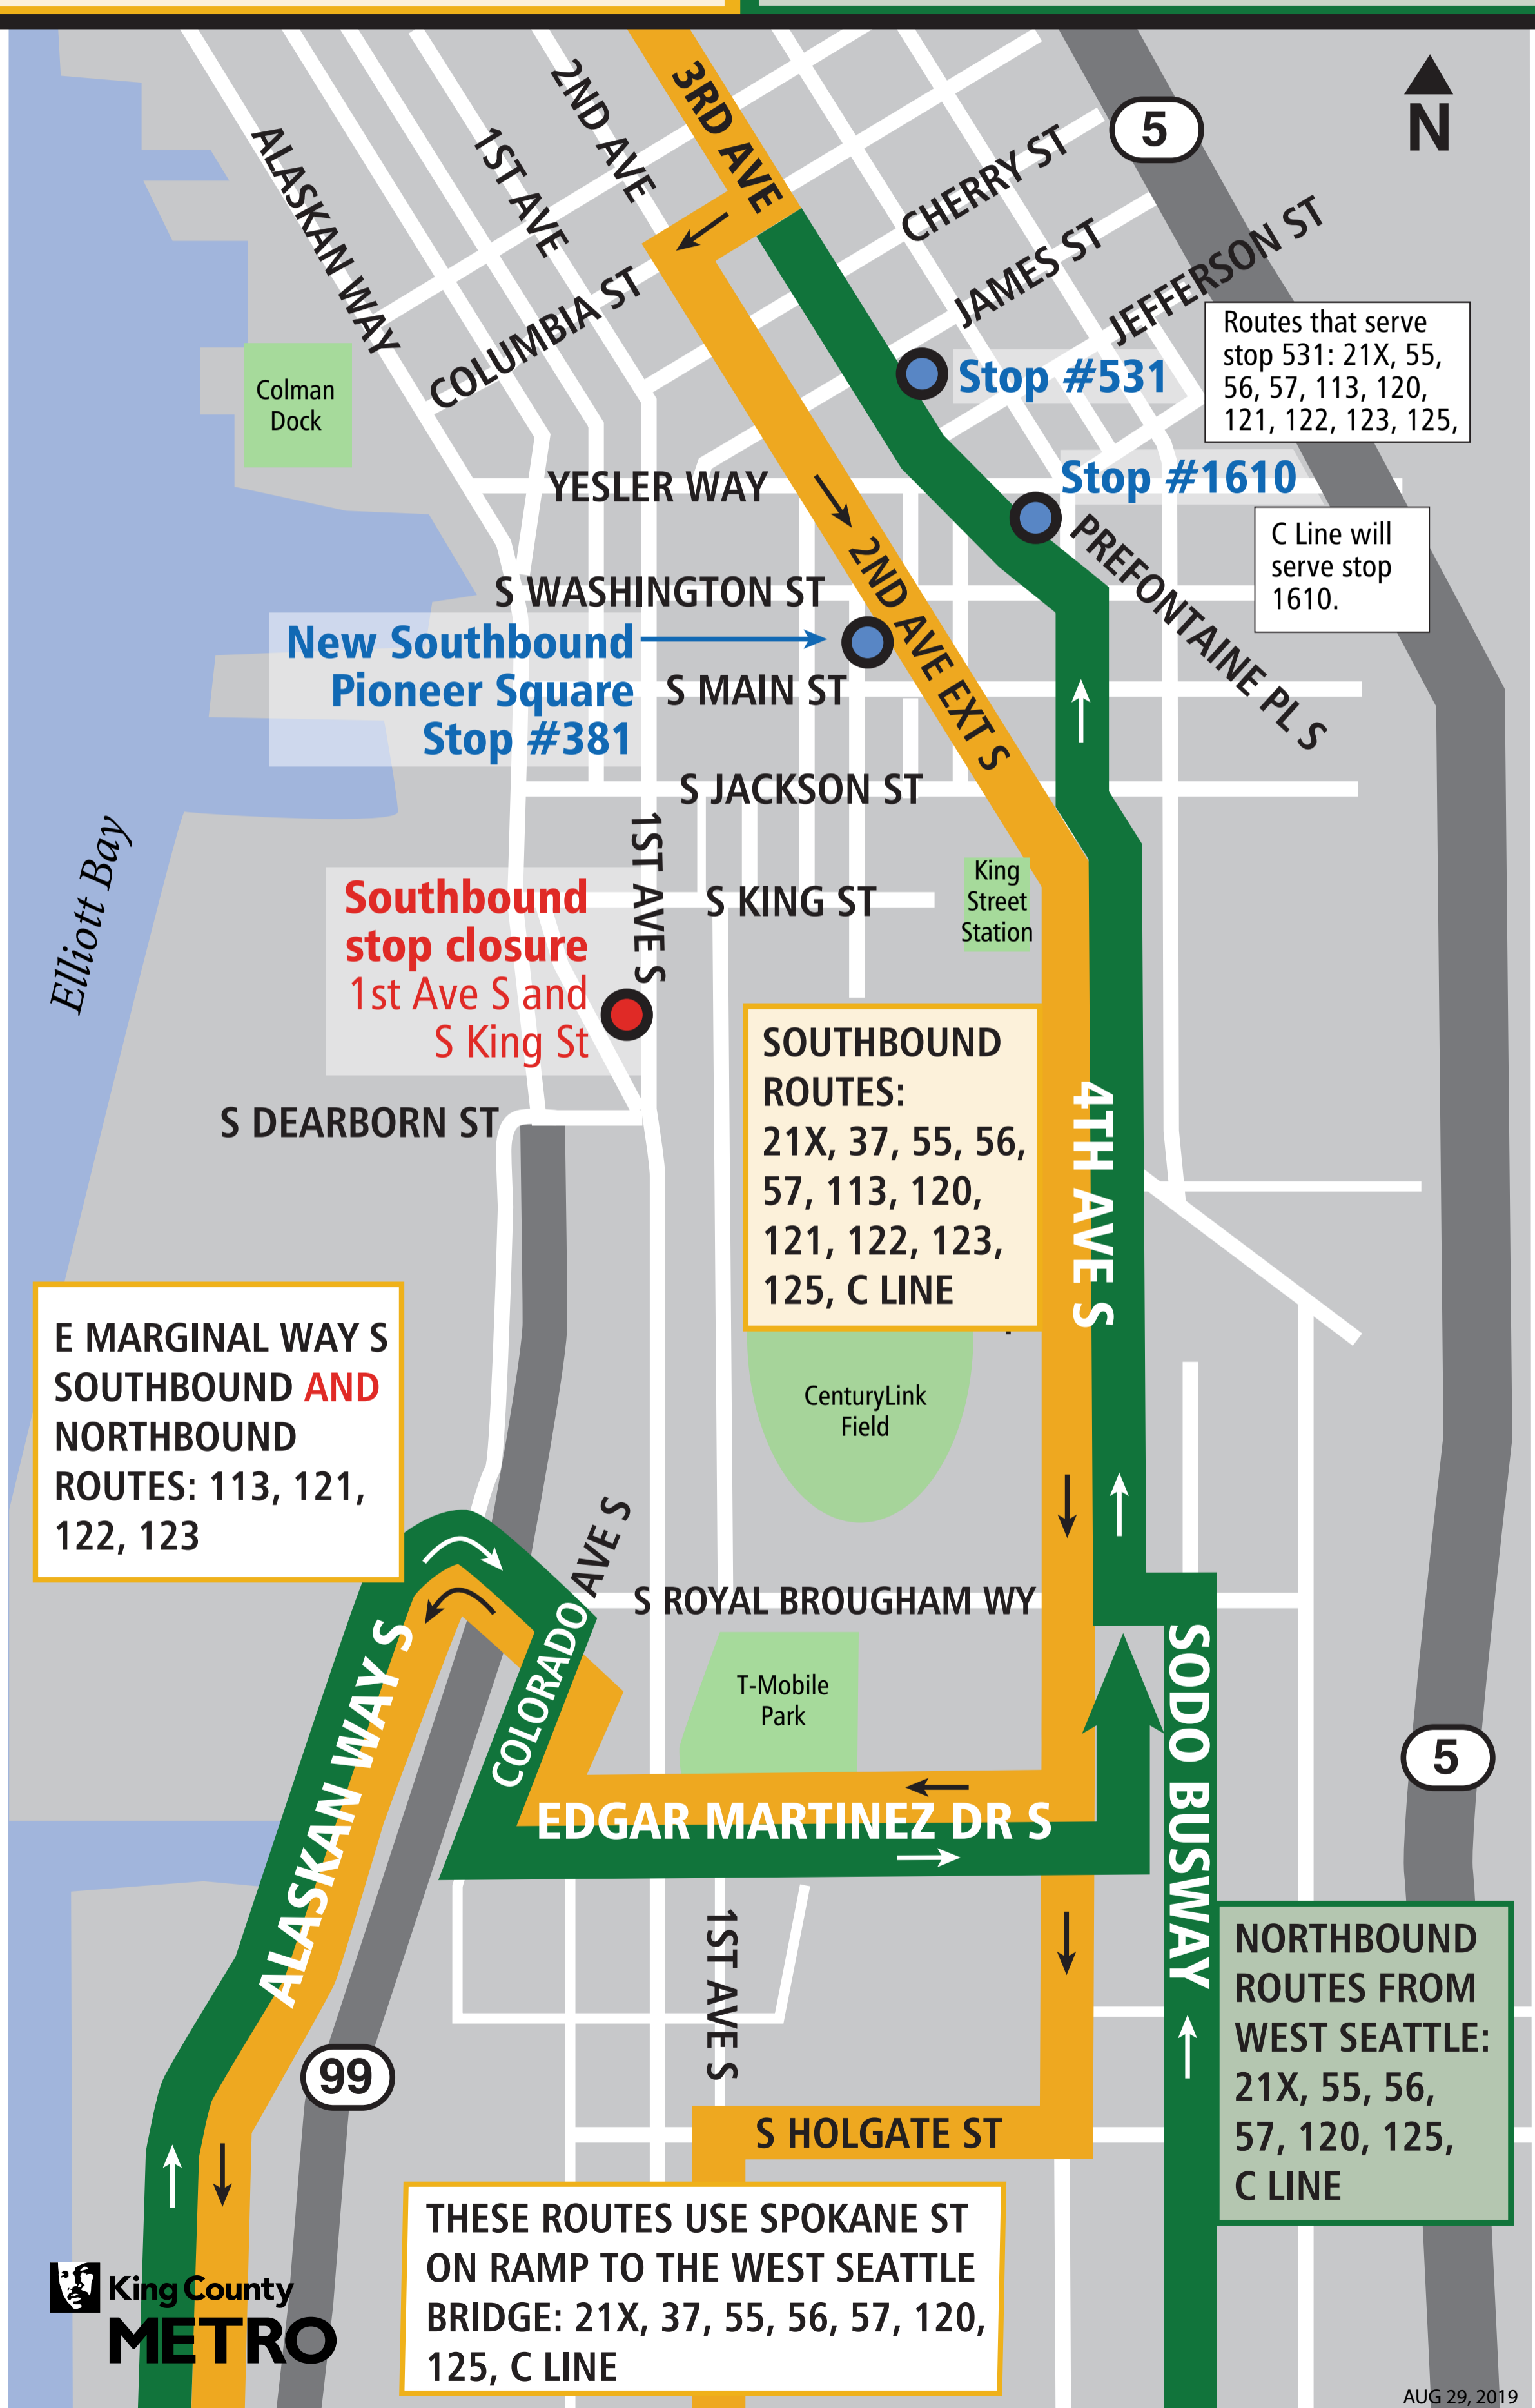 3RD AVE
2ND AVE
1ST AVE
ALASKAN WAY
5
N
CHERRY ST
JAMES ST
JEFFERSON ST
COLUMBIA ST
Colman
Dock
Stop #531
Routes that serve
stop 531: 21X, 55,
56, 57, 113, 120,
121, 122, 123, 125,
YESLER WAY
Stop #1610
C Line will
serve stop
1610.
PREFONTAINE PL S
2ND AVE EXT S
S WASHINGTON ST
New Southbound
Pioneer Square
Stop #381
S MAIN ST
S JACKSON ST
Elliott Bay
1ST AVE S
S KING ST
King
Street
Station
Southbound
stop closure
1st Ave S and
S King St
SOUTHBOUND
ROUTES:
21X, 37, 55, 56,
57, 113, 120,
121, 122, 123,
125, C LINE
4TH AVE S
S DEARBORN ST
E MARGINAL WAY S
SOUTHBOUND AND
NORTHBOUND
ROUTES: 113, 121,
122, 123
CenturyLink
Field
COLORADO AVE S
S ROYAL BROUGHAM WY
T-Mobile
Park
ALASKAN WAY S
EDGAR MARTINEZ DR S
SODO BUSWAY
5
1ST AVE S
99
NORTHBOUND
ROUTES FROM
WEST SEATTLE:
21X, 55, 56,
57, 120, 125,
C LINE
S HOLGATE ST
THESE ROUTES USE SPOKANE ST
ON RAMP TO THE WEST SEATTLE
BRIDGE: 21X, 37, 55, 56, 57, 120,
125, C LINE
King County
METRO
AUG 29, 2019